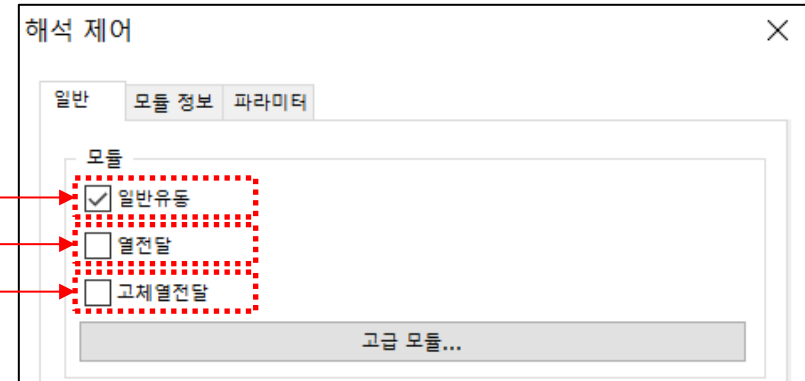 해석 제어
일반 모듈 정보 파라미터
모듈
일반유동
열전달
고체열전달
고급 모듈...